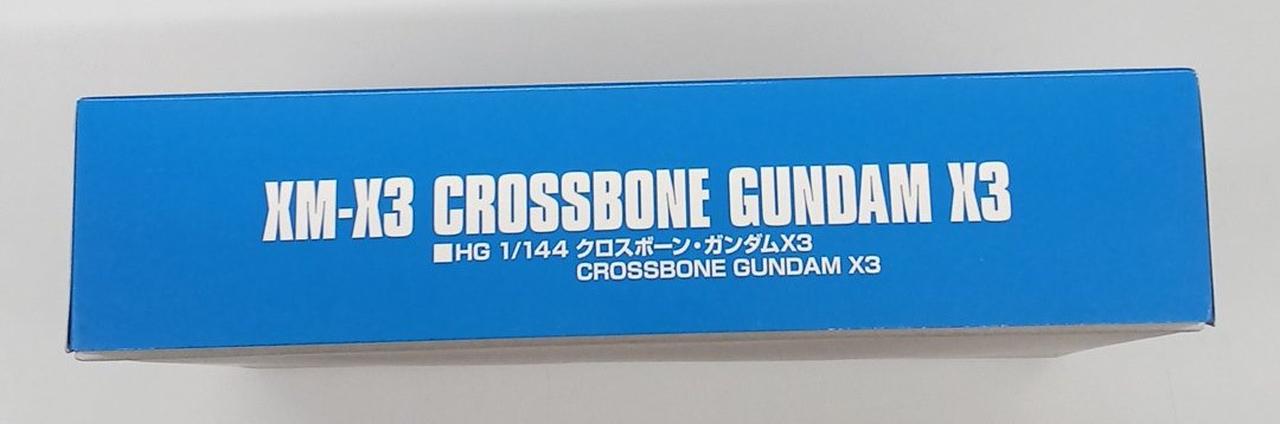 XM-X3 CROSSBONE GUNDAM X3
■HG 1/144 クロスボーン・ガンダムX3
CROSSBONE GUNDAM X3